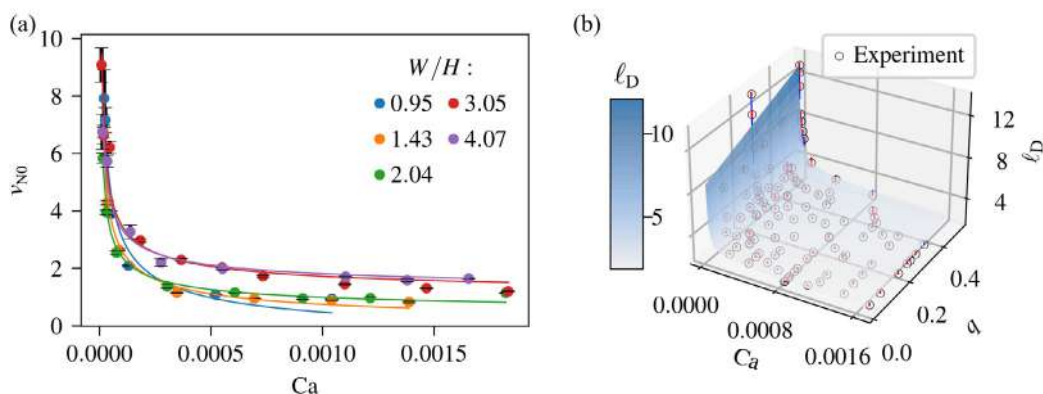 (a)
10
8
6
4
2
0
v_N0
W/H :
0.95
3.05
1.43
4.07
2.04
0.0000
0.0005
0.0010
0.0015
Ca
(b)
Experiment
ℓ_D
10
5
12
8
4
ℓ_D
0.0000
0.0008
0.0016
Ca
0.0
0.2
0.4
q